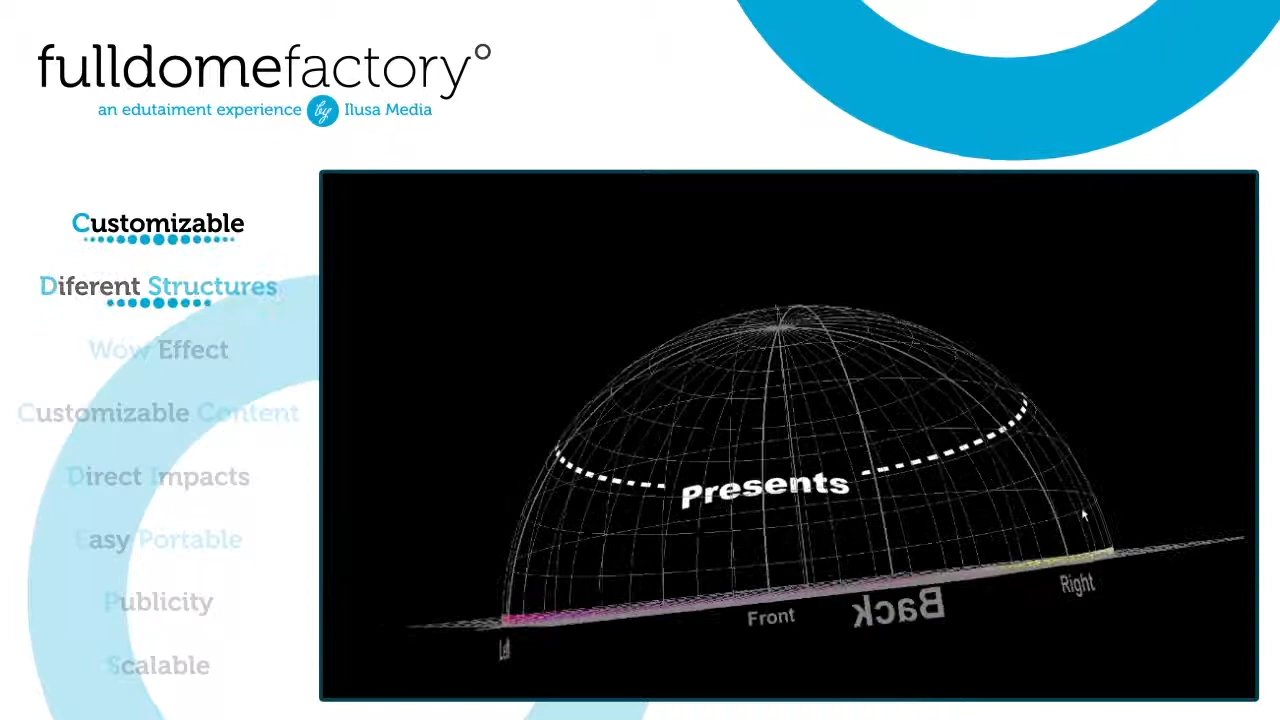 fulldomefactory°
an edutaiment experience by Ilusa Media
Customizable
Diferent Structures
Wow Effect
Customizable Content
Direct Impacts
Easy Portable
Publicity
Scalable
Presents
Front
Back
Right
Left